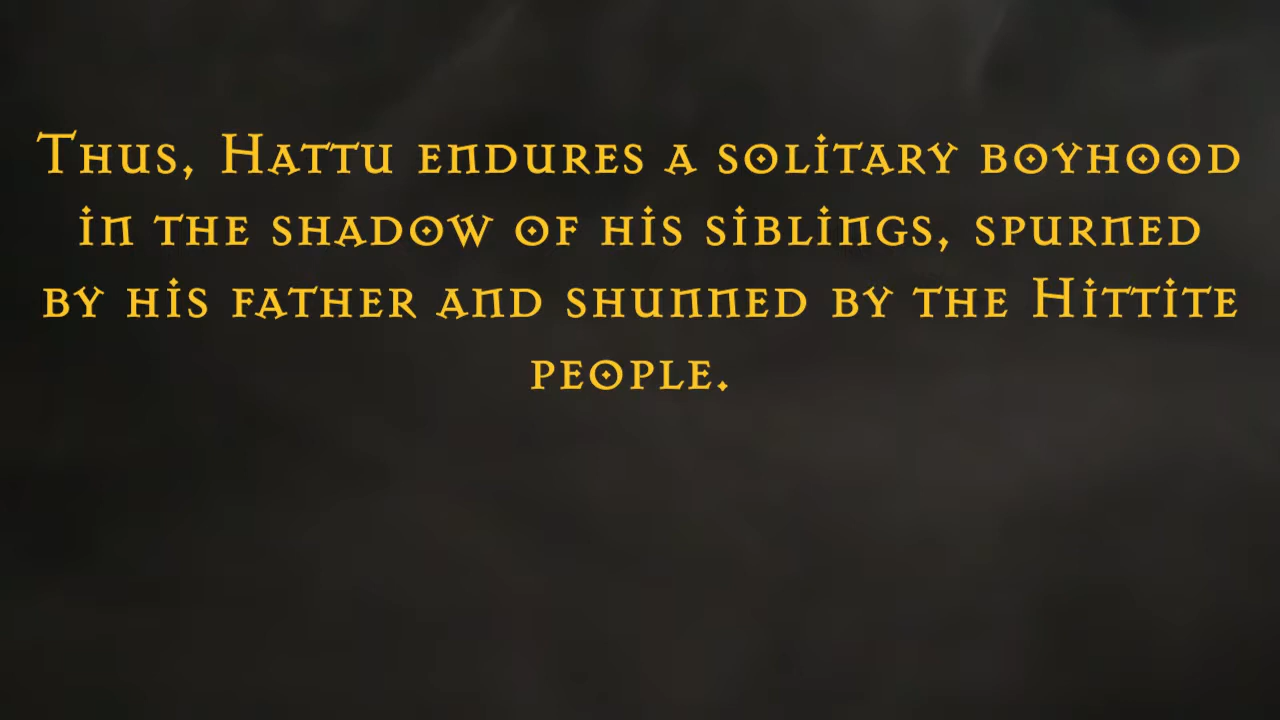 Thus, Hattu endures a solitary boyhood
in the shadow of his siblings, spurned
by his father and shunned by the Hittite
people.